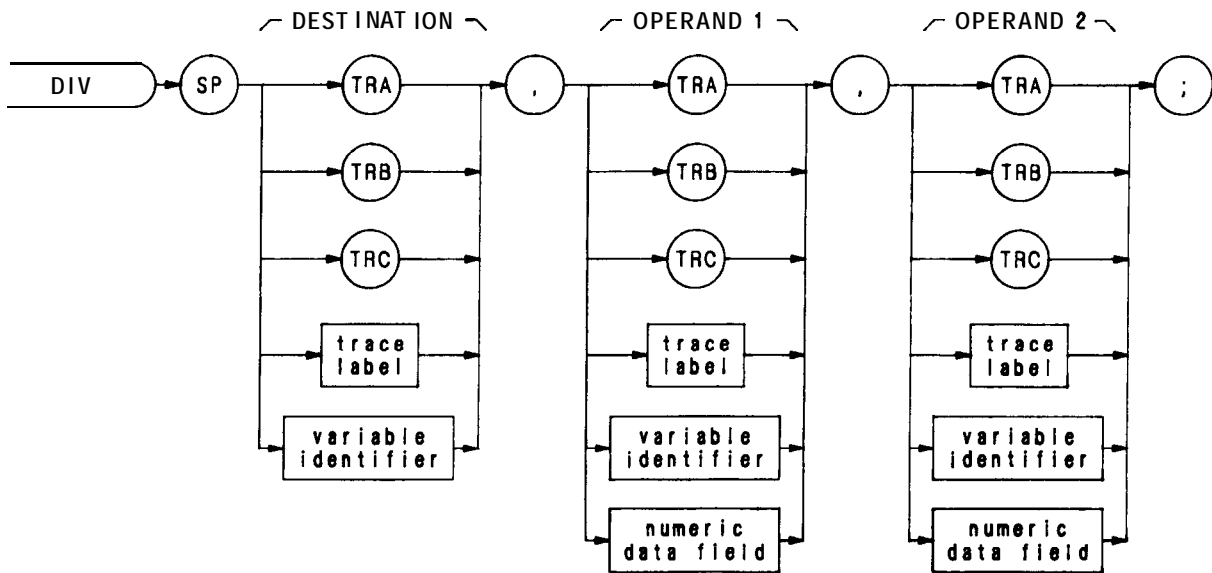 DESTINATION
OPERAND 1
OPERAND 2
DIV
SP
TRA
,
TRA
,
TRA
;
TRB
TRB
TRB
TRC
TRC
TRC
trace
label
trace
label
trace
label
variable
identifier
variable
identifier
variable
identifier
numeric
data field
numeric
data field